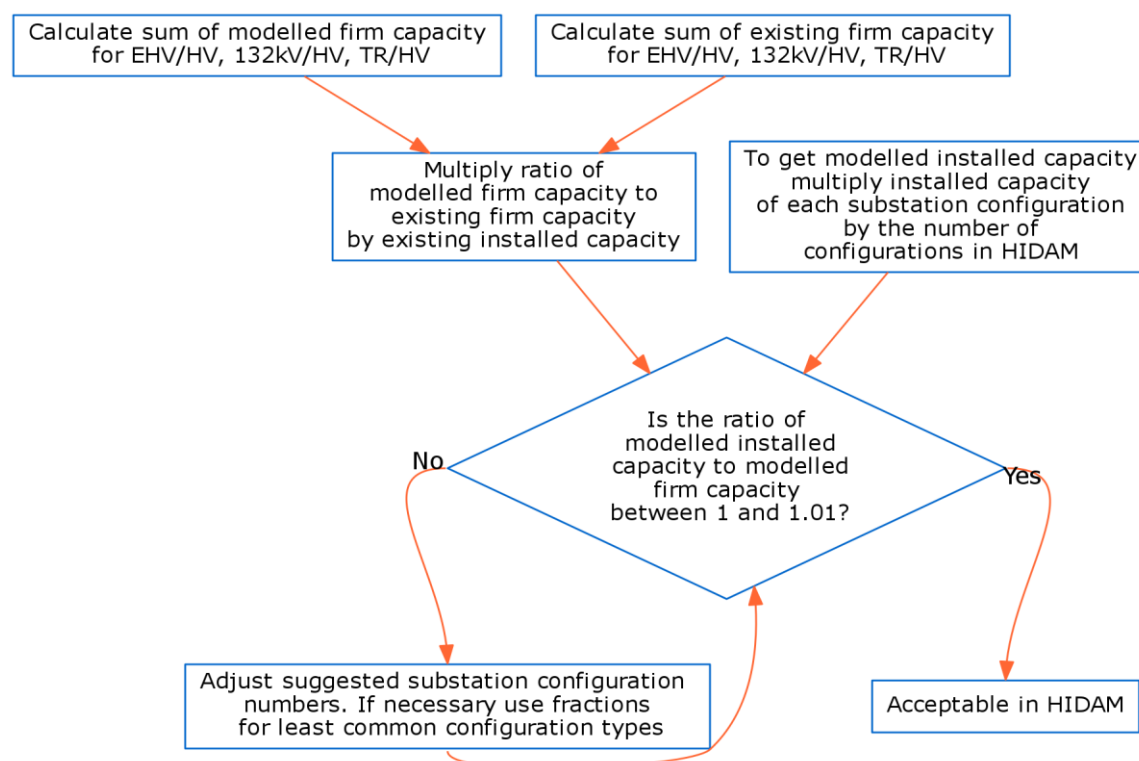 Calculate sum of modelled firm capacity
for EHV/HV, 132kV/HV, TR/HV
Calculate sum of existing firm capacity
for EHV/HV, 132kV/HV, TR/HV
Multiply ratio of
modelled firm capacity to
existing firm capacity
by existing installed capacity
To get modelled installed capacity
multiply installed capacity
of each substation configuration
by the number of
configurations in HIDAM
Is the ratio of
modelled installed
capacity to modelled
firm capacity
between 1 and 1.01?
No
Yes
Adjust suggested substation configuration
numbers. If necessary use fractions
for least common configuration types
Acceptable in HIDAM